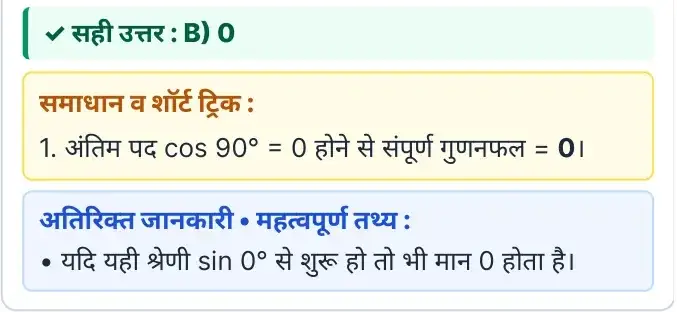 ✓ सही उत्तर : B) 0
समाधान व शॉर्ट ट्रिक :
1. अंतिम पद cos 90° = 0 होने से संपूर्ण गुणनफल = 0।
अतिरिक्त जानकारी • महत्वपूर्ण तथ्य :
• यदि यही श्रेणी sin 0° से शुरू हो तो भी मान 0 होता है।